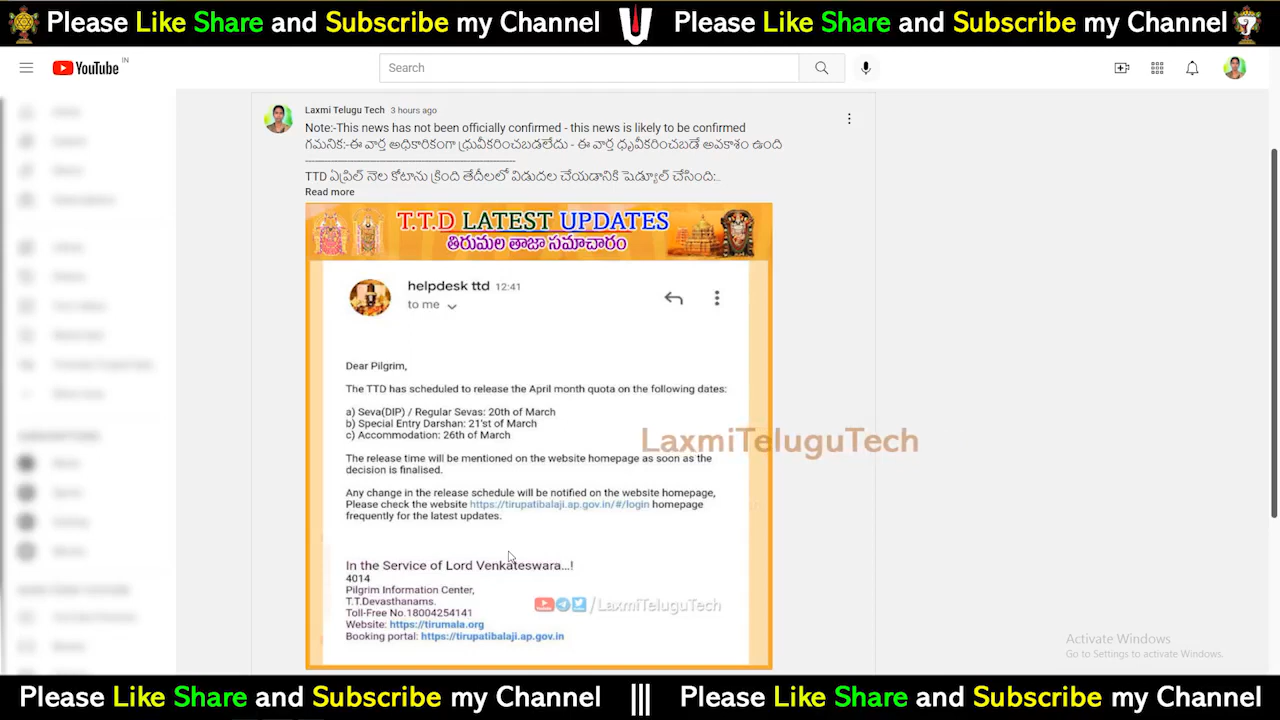 Please Like Share and Subscribe my Channel Please Like Share and Subscribe my Channel
YouTube IN
Search
Laxmi Telugu Tech 3 hours ago
Note:-This news has not been officially confirmed - this news is likely to be confirmed
గమనిక:-ఈ వార్త అధికారికంగా ధ్రువీకరించబడలేదు - ఈ వార్త ధృవీకరించబడే అవకాశం ఉంది
----------------------------------------------------------------------
TTD ఏప్రిల్ నెల కోటాను క్రింది తేదీలలో విడుదల చేయడానికి షెడ్యూల్ చేసింది:...
Read more
T.T.D LATEST UPDATES
తిరుమల తాజా సమాచారం
helpdesk ttd 12:41
to me
Dear Pilgrim,
The TTD has scheduled to release the April month quota on the following dates:
a) Seva(DIP) / Regular Sevas: 20th of March
b) Special Entry Darshan: 21'st of March
c) Accommodation: 26th of March
LaxmiTeluguTech
The release time will be mentioned on the website homepage as soon as the
decision is finalised.
Any change in the release schedule will be notified on the website homepage,
Please check the website https://tirupatibalaji.ap.gov.in/#/login homepage
frequently for the latest updates.
In the Service of Lord Venkateswara...!
4014
Pilgrim Information Center,
T.T.Devasthanams.
Toll-Free No.18004254141
Website: https://tirumala.org
Booking portal: https://tirupatibalaji.ap.gov.in
/LaxmiTeluguTech
Activate Windows
Go to Settings to activate Windows.
Please Like Share and Subscribe my Channel ||| Please Like Share and Subscribe my Channel